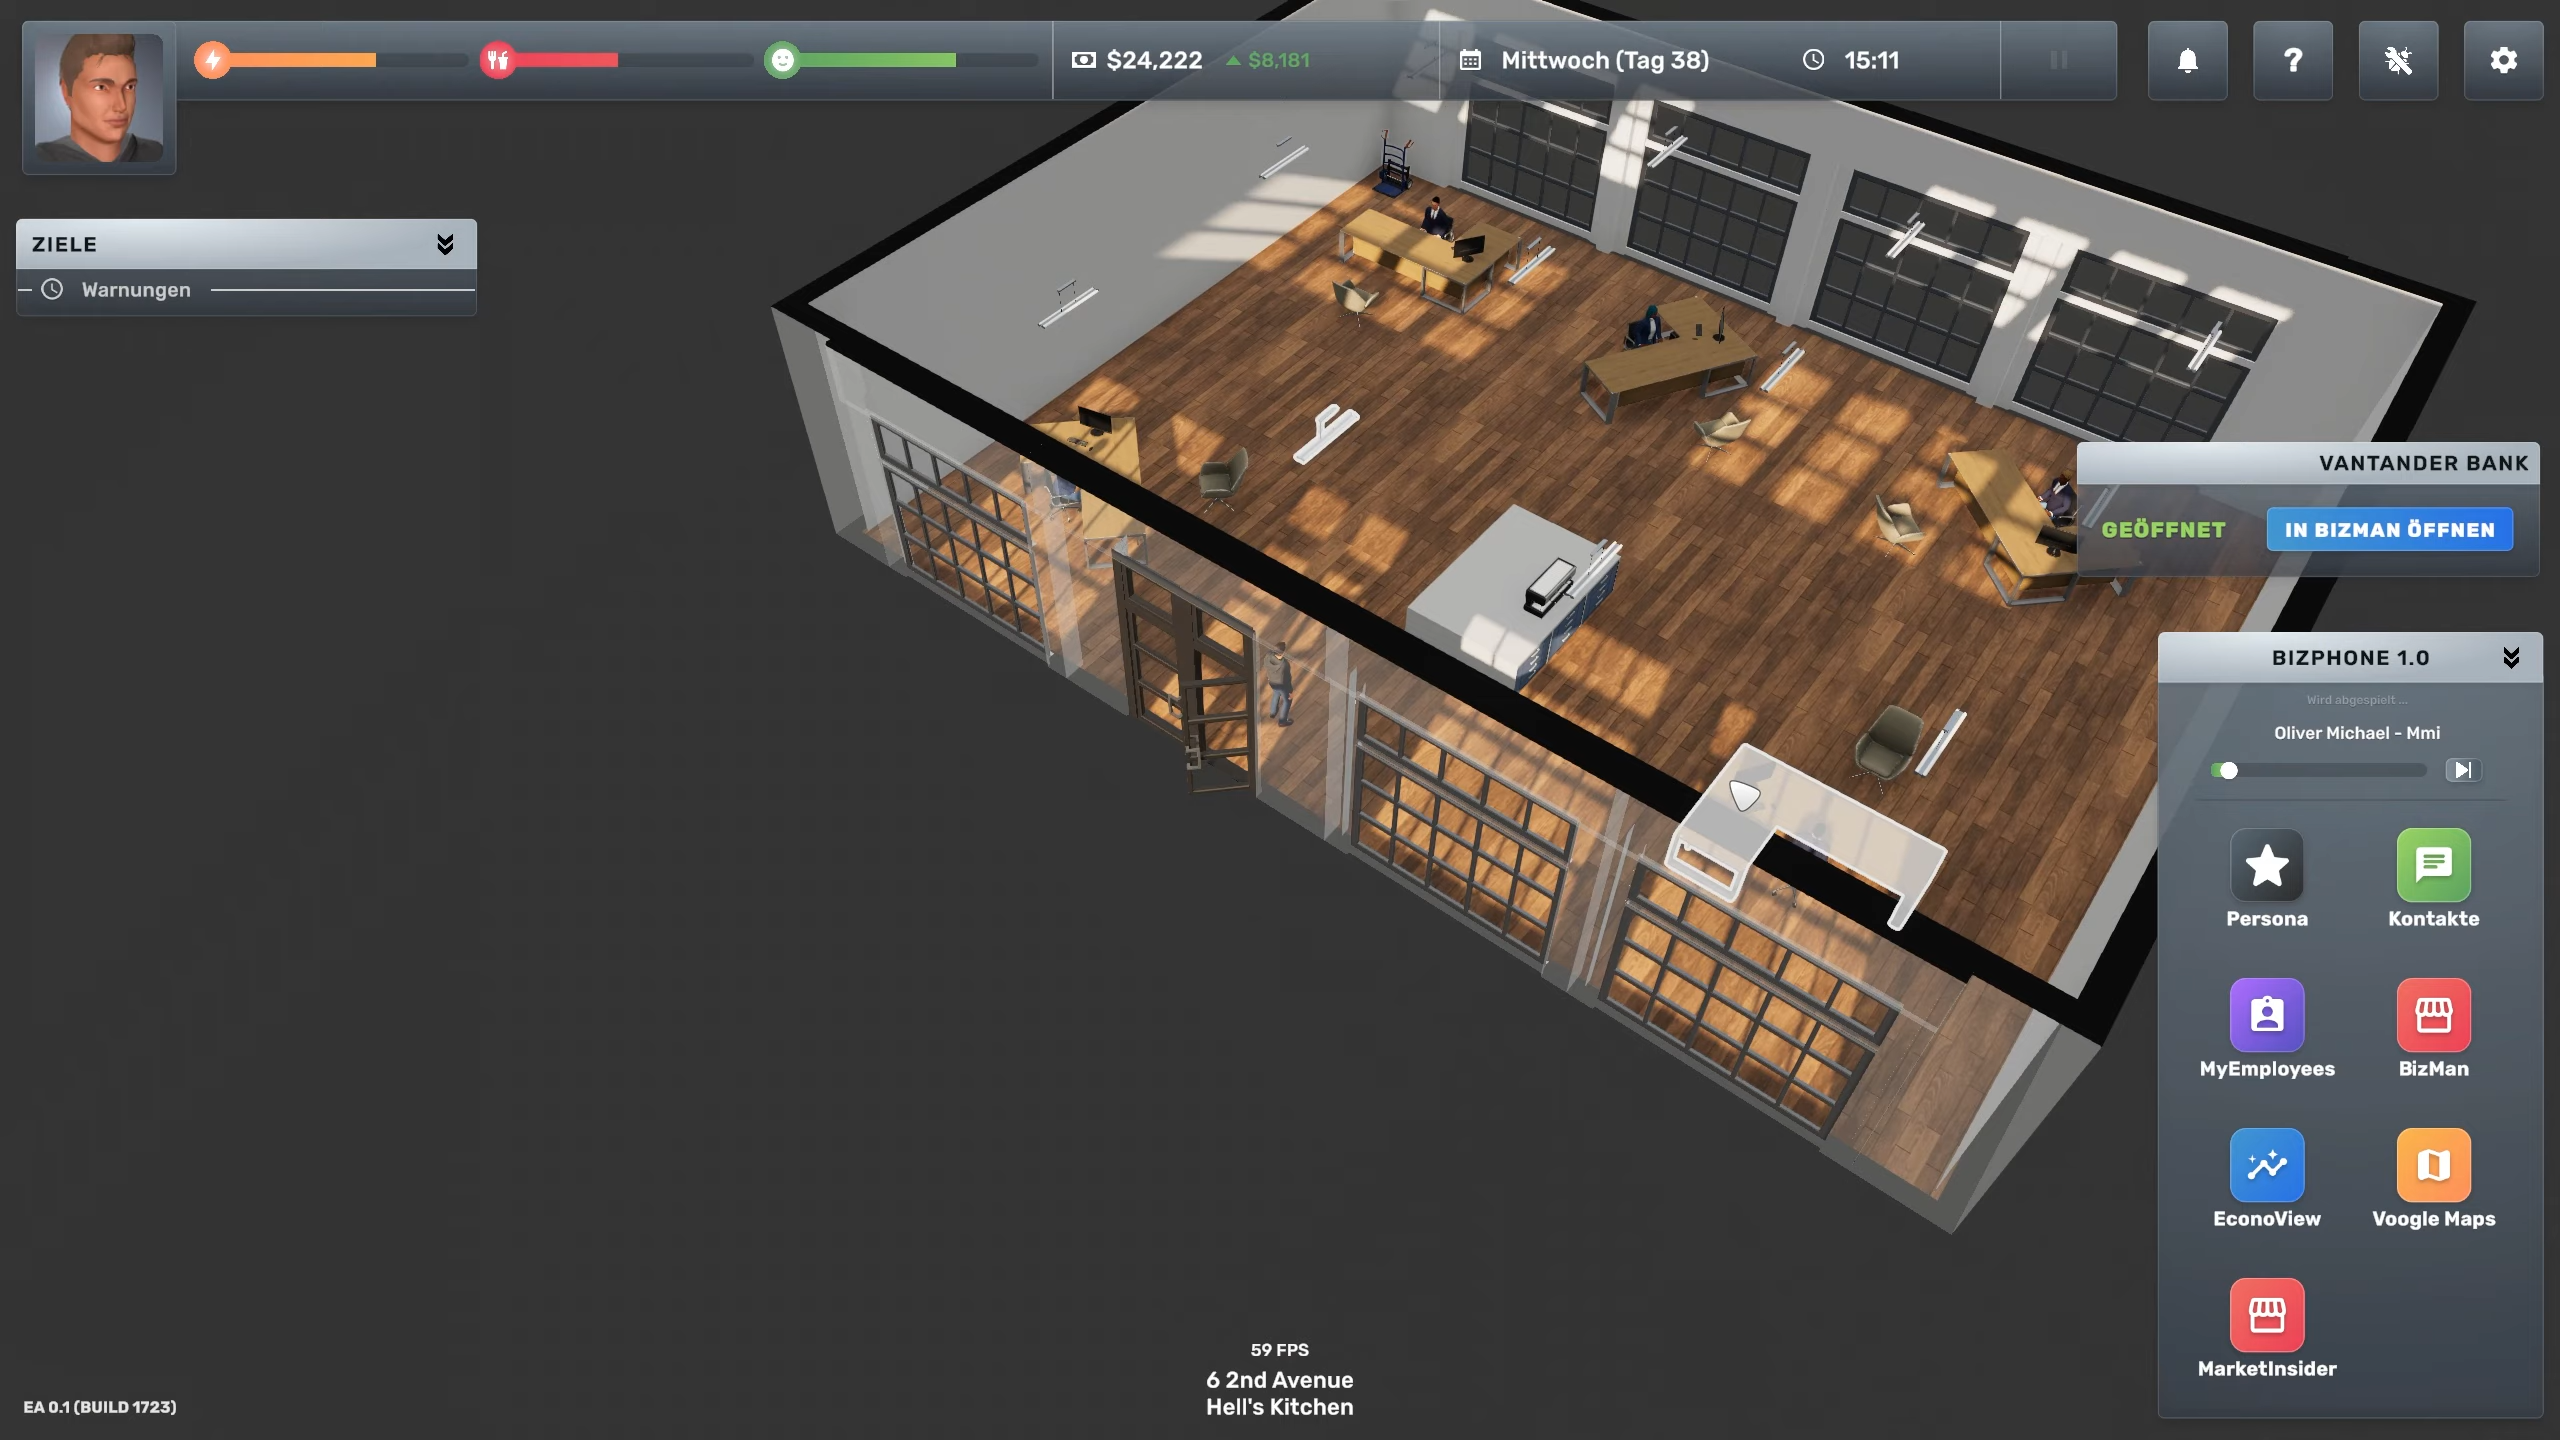 $24,222
$8,181
Mittwoch (Tag 38)
15:11
?
ZIELE
Warnungen
VANTANDER BANK
GEÖFFNET
IN BIZMAN ÖFFNEN
BIZPHONE 1.0
Wird abgespielt ...
Oliver Michael - Mmi
Persona
Kontakte
MyEmployees
BizMan
EconoView
Voogle Maps
MarketInsider
59 FPS
6 2nd Avenue
Hell's Kitchen
EA 0.1 (BUILD 1723)